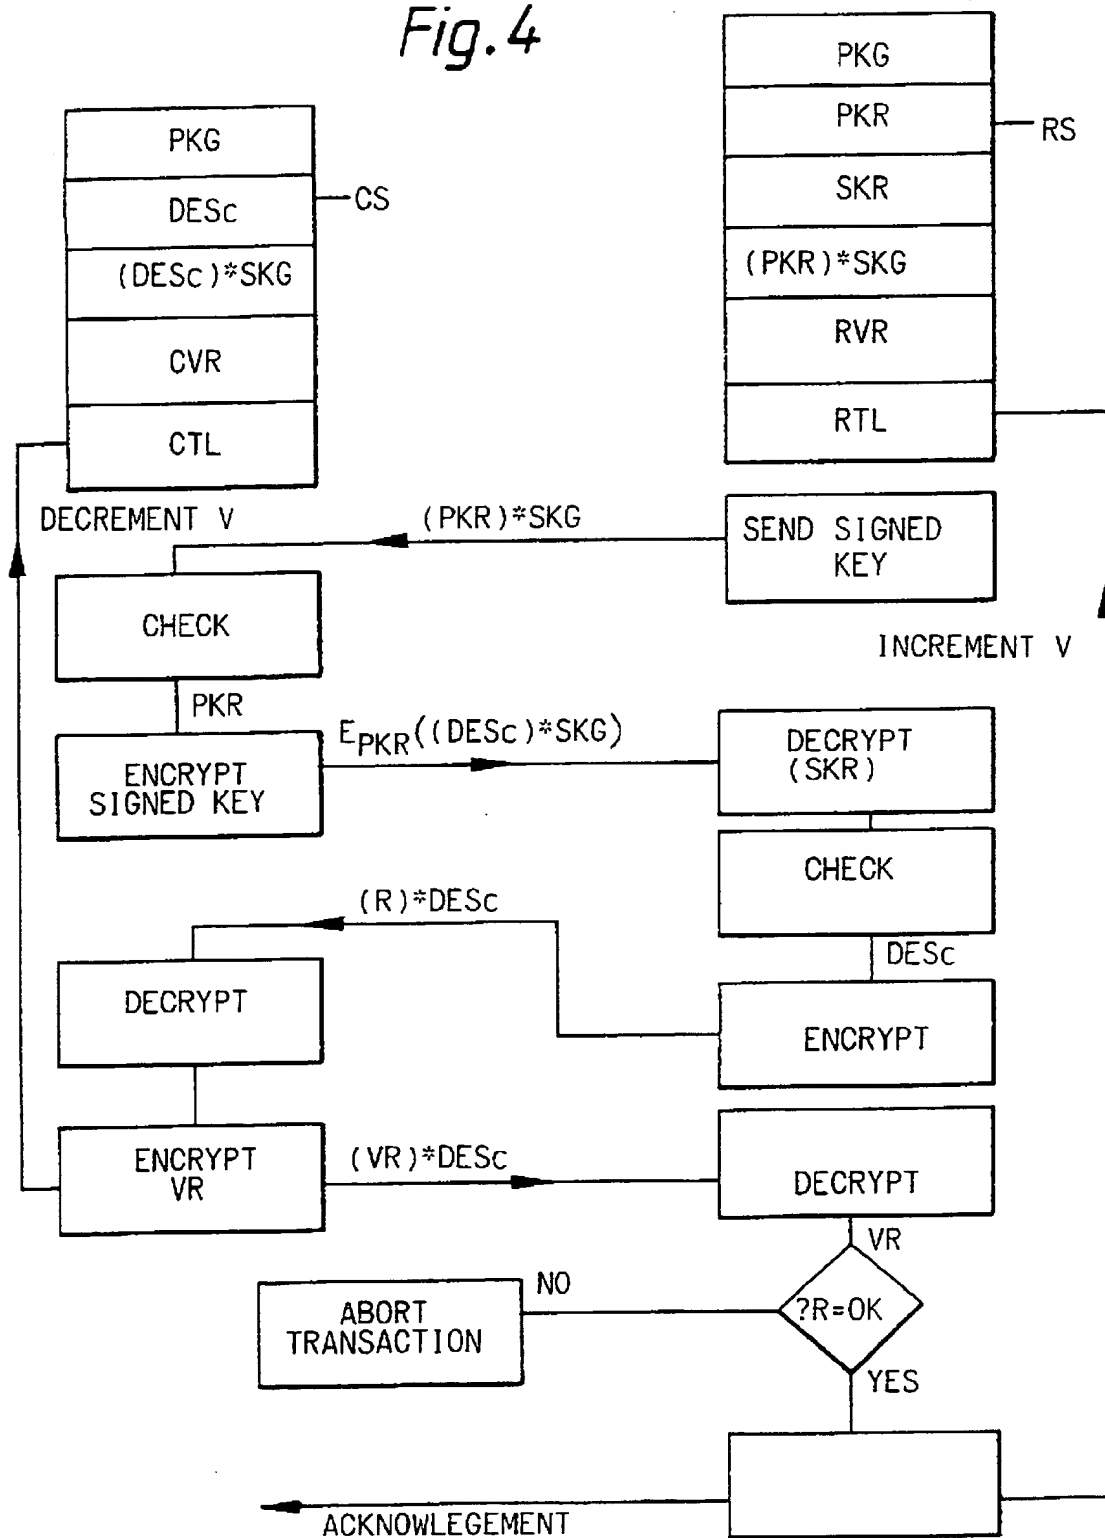 Fig. 4
PKG
DESc
(DESc)*SKG
CVR
CTL
CS
PKG
PKR
SKR
(PKR)*SKG
RVR
RTL
RS
DECREMENT V
(PKR)*SKG
SEND SIGNED
KEY
CHECK
INCREMENT V
PKR
ENCRYPT
SIGNED KEY
EPKR((DESc)*SKG)
DECRYPT
(SKR)
CHECK
(R)*DESc
DESc
DECRYPT
ENCRYPT
ENCRYPT
VR
(VR)*DESc
DECRYPT
VR
?R=OK
NO
ABORT
TRANSACTION
YES
ACKNOWLEGEMENT